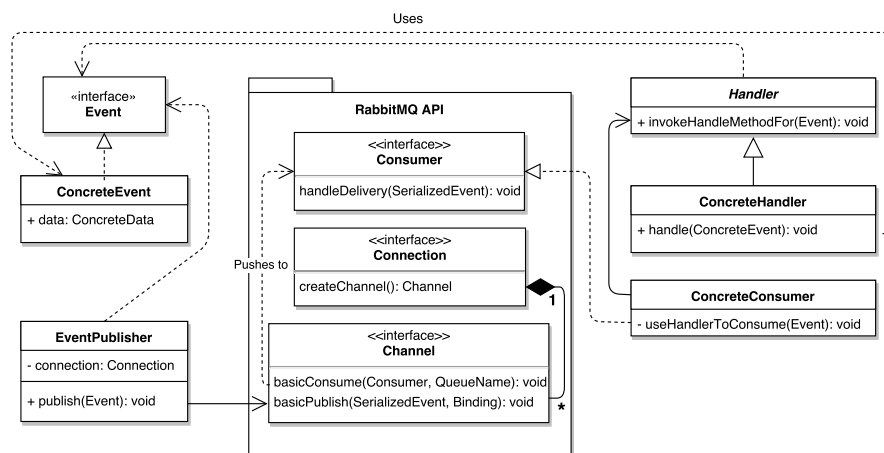 Uses
«interface»
Event
ConcreteEvent
+ data: ConcreteData
EventPublisher
- connection: Connection
+ publish(Event): void
RabbitMQ API
<<interface>>
Consumer
handleDelivery(SerializedEvent): void
Pushes to
<<interface>>
Connection
createChannel(): Channel
1
<<interface>>
Channel
basicConsume(Consumer, QueueName): void
basicPublish(SerializedEvent, Binding): void
*
Handler
+ invokeHandleMethodFor(Event): void
ConcreteHandler
+ handle(ConcreteEvent): void
ConcreteConsumer
- useHandlerToConsume(Event): void